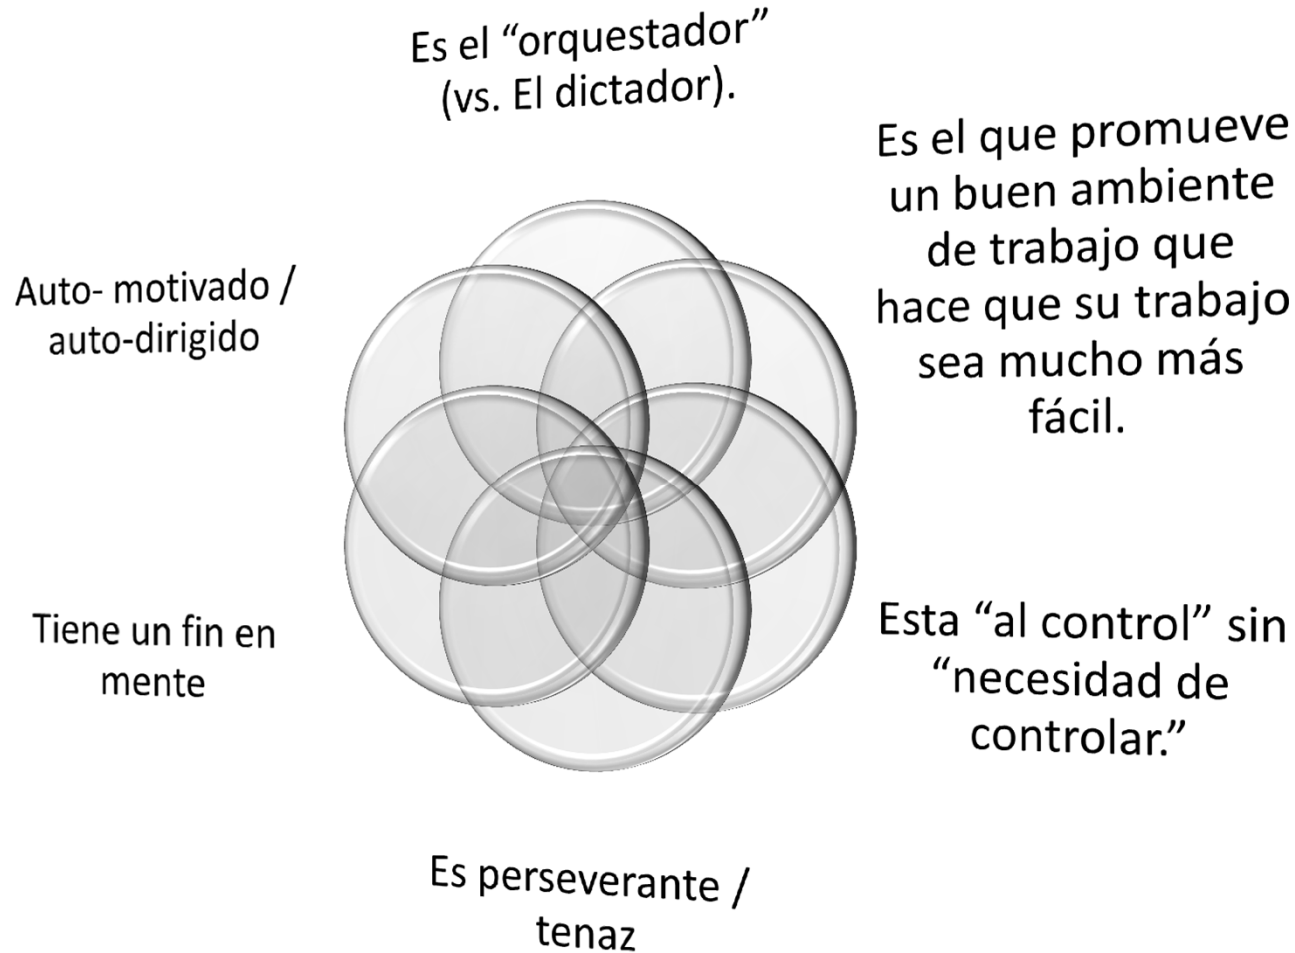 Es el “orquestador”
(vs. El dictador).
Es el que promueve
un buen ambiente
de trabajo que
hace que su trabajo
sea mucho más
fácil.
Esta “al control” sin
“necesidad de
controlar.”
Es perseverante /
tenaz
Tiene un fin en
mente
Auto- motivado /
auto-dirigido